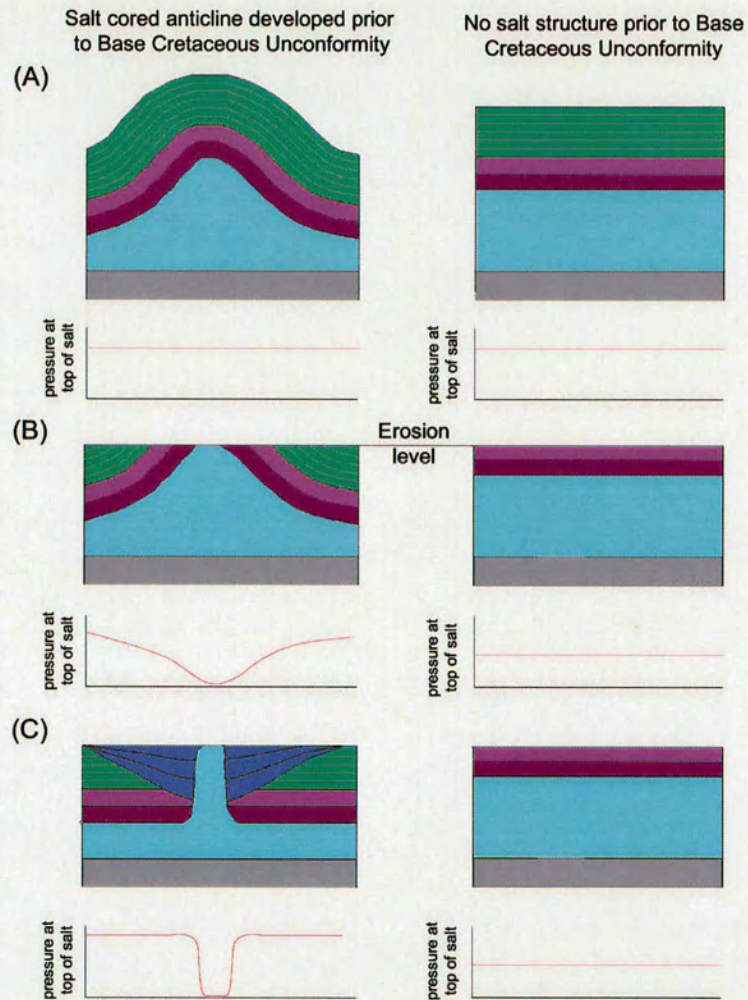 Salt cored anticline developed prior
to Base Cretaceous Unconformity
No salt structure prior to Base
Cretaceous Unconformity
(A)
pressure at
top of salt
pressure at
top of salt
(B)
Erosion
level
pressure at
top of salt
pressure at
top of salt
(C)
pressure at
top of salt
pressure at
top of salt